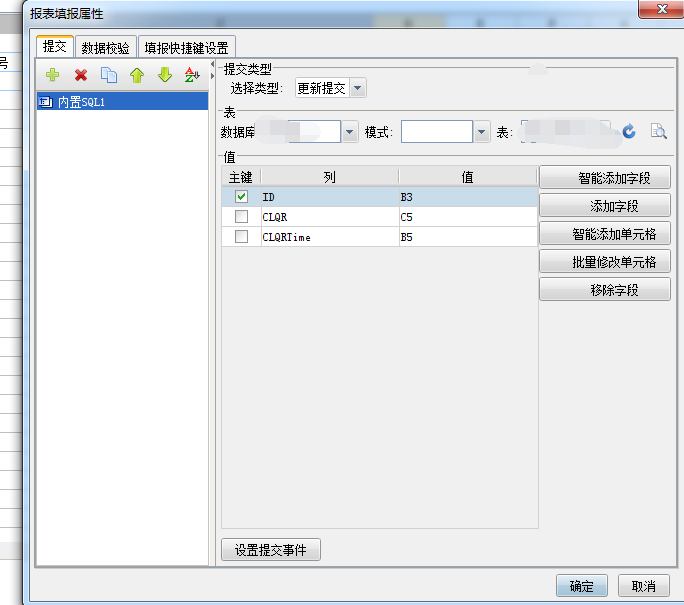 报表填报属性
提交 数据校验 填报快捷键设置
号
内置SQL1
提交类型
选择类型: 更新提交
表
数据库 模式: 表:
值
主键 列 值
ID B3
CLQR C5
CLQRTime B5
智能添加字段
添加字段
智能添加单元格
批量修改单元格
移除字段
设置提交事件
确定 取消